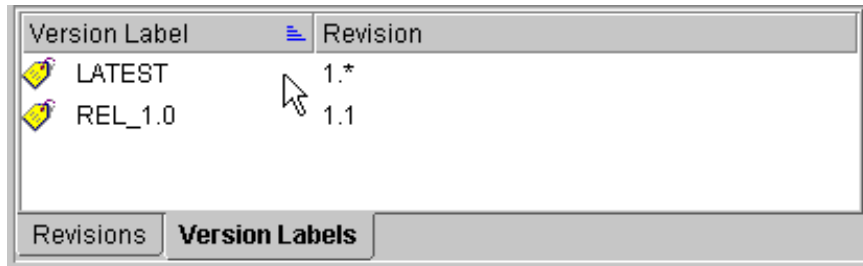 Version Label Revision
LATEST 1.*
REL_1.0 1.1
Revisions Version Labels